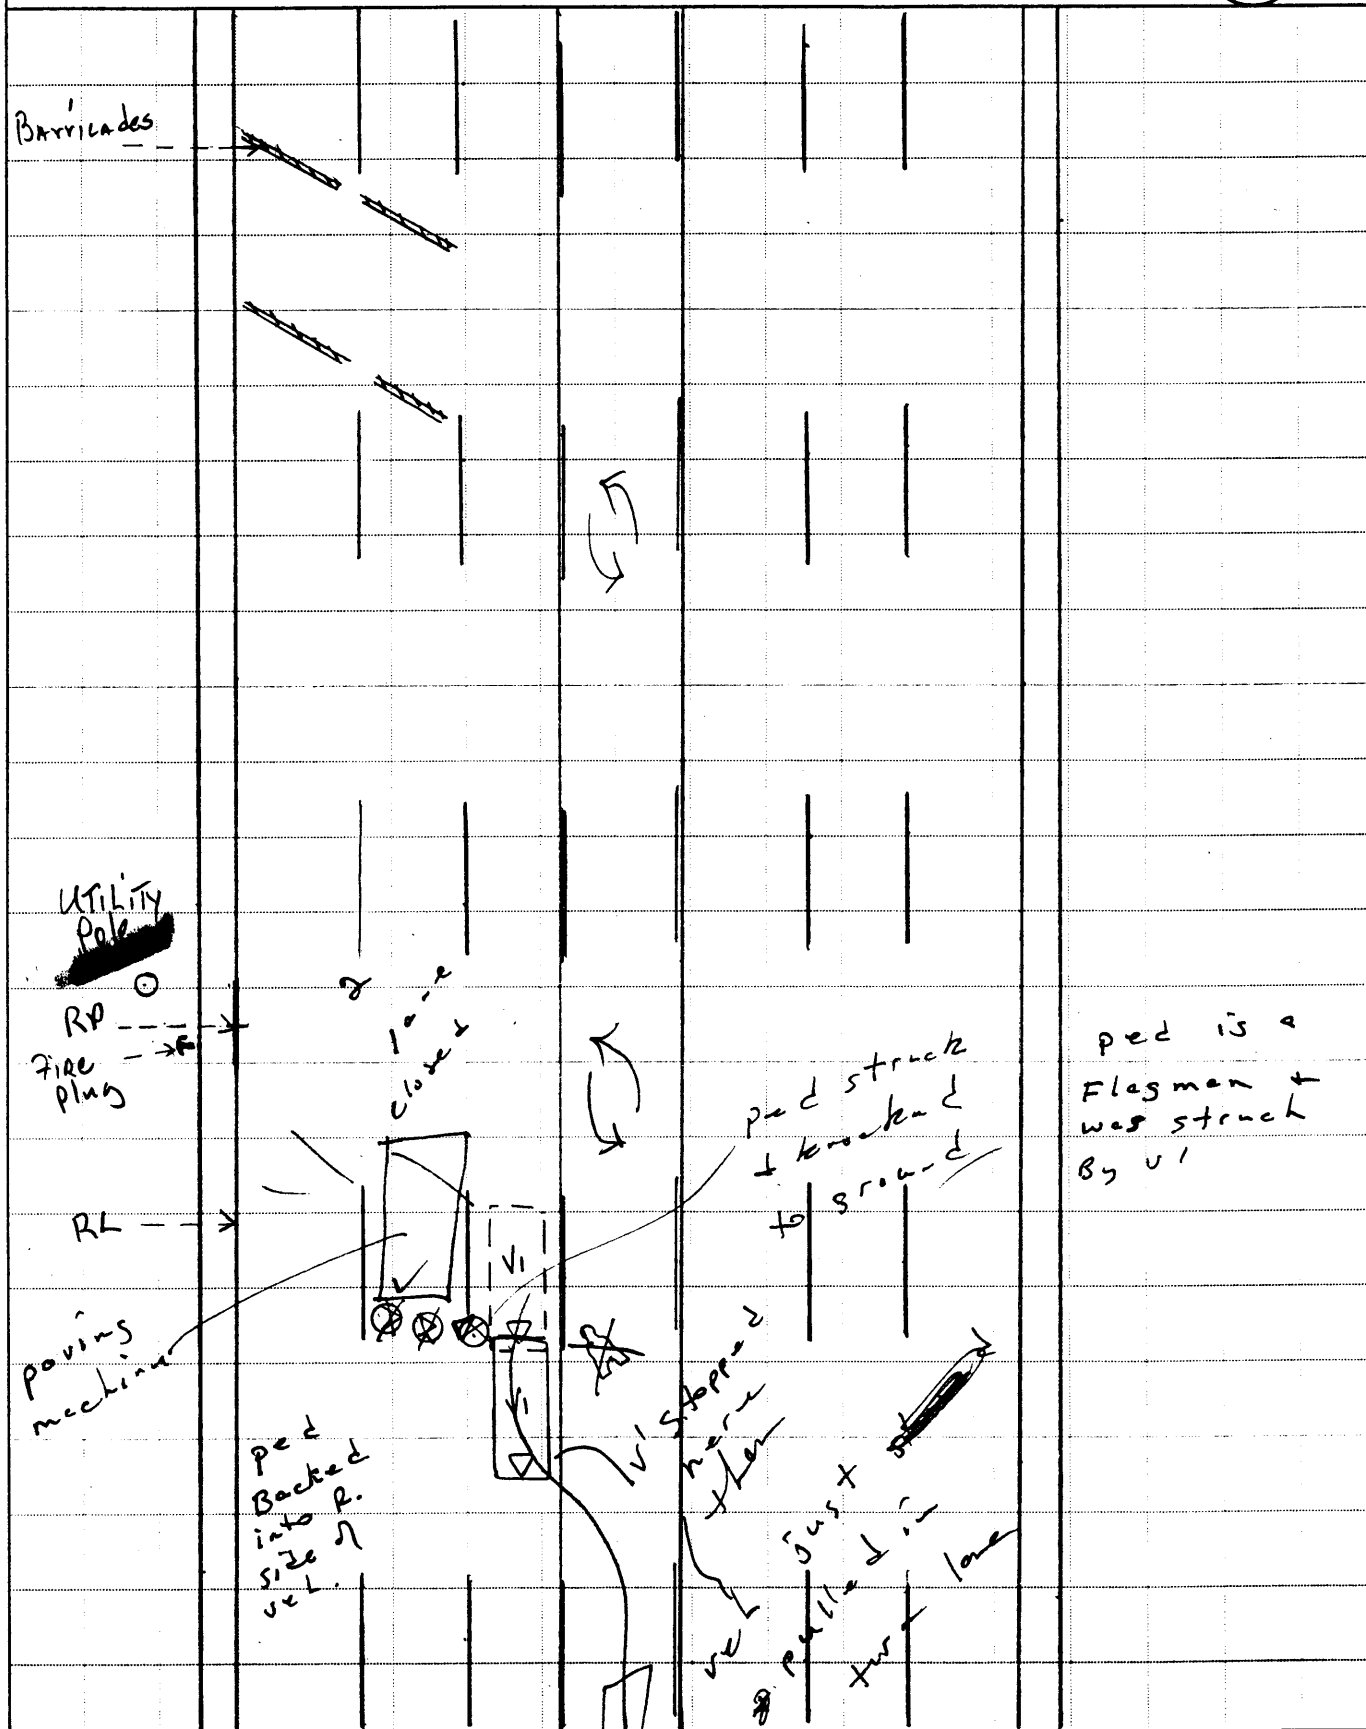 Barricades
UTILITY
Pole
RP
Fire
plug
2
lane
closed
RL
V1
paving
machine
ped struck
+ knocked
to ground
ped is a
Flagman +
was struck
By V1
V1
V1 stopped
here
then
ped
Backed
into R.
side of
veh.
veh just
pulled in
turn lane